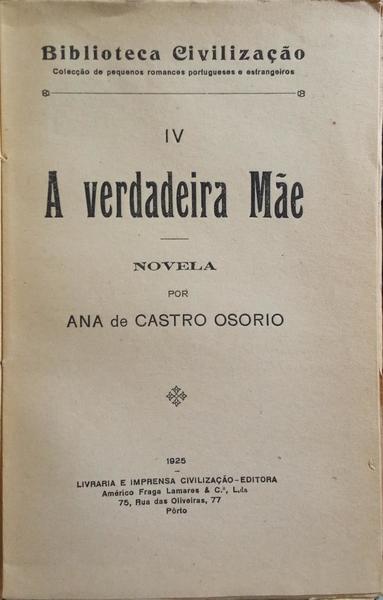 Biblioteca Civilização
Colecção de pequenos romances portugueses e estrangeiros
IV
A verdadeira Mãe
NOVELA
POR
ANA de CASTRO OSORIO
1925
LIVRARIA E IMPRENSA CIVILIZAÇÃO-EDITORA
Américo Fraga Lamares & C.ª, L.da
75, Rua das Oliveiras, 77
Pôrto